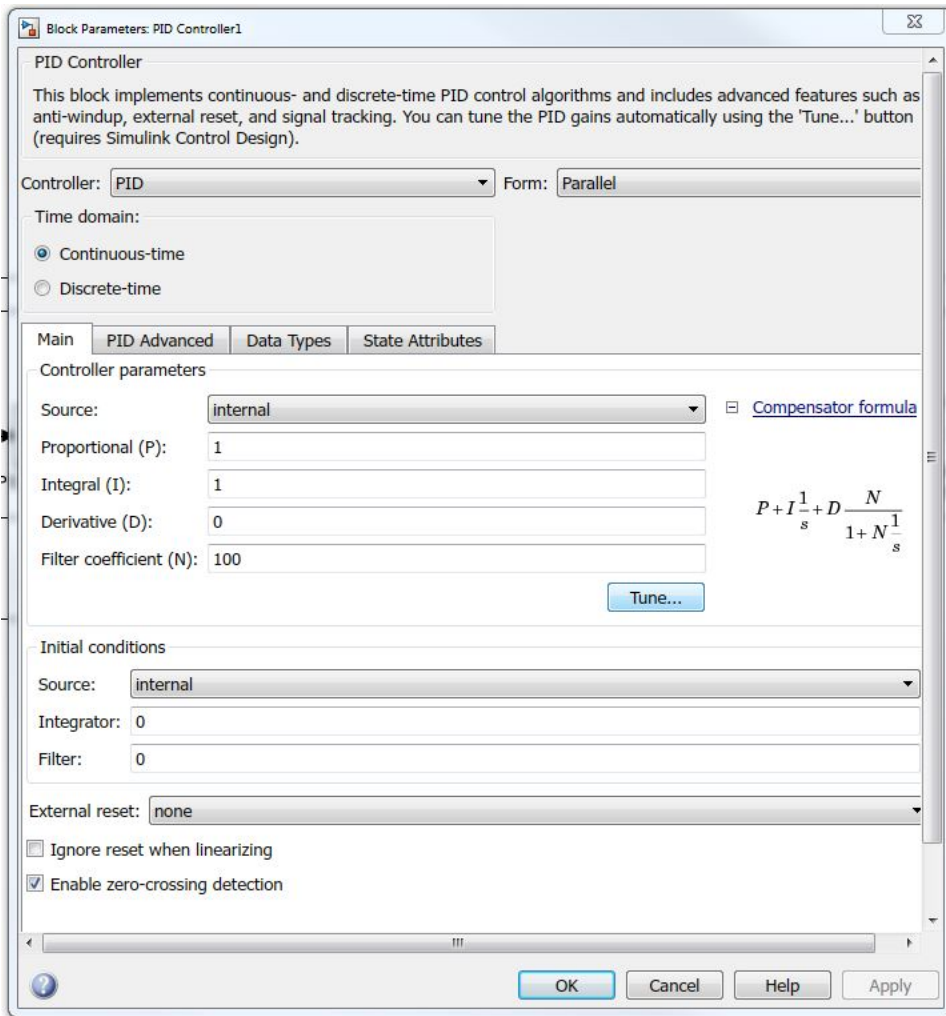 Block Parameters: PID Controller1
PID Controller
This block implements continuous- and discrete-time PID control algorithms and includes advanced features such as
anti-windup, external reset, and signal tracking. You can tune the PID gains automatically using the 'Tune...' button
(requires Simulink Control Design).
Controller: PID Form: Parallel
Time domain:
Continuous-time
Discrete-time
Main PID Advanced Data Types State Attributes
Controller parameters
Source: internal Compensator formula
Proportional (P): 1
Integral (I): 1
Derivative (D): 0
Filter coefficient (N): 100
P + I 1/s + D N/(1 + N 1/s)
Tune...
Initial conditions
Source: internal
Integrator: 0
Filter: 0
External reset: none
Ignore reset when linearizing
Enable zero-crossing detection
OK Cancel Help Apply